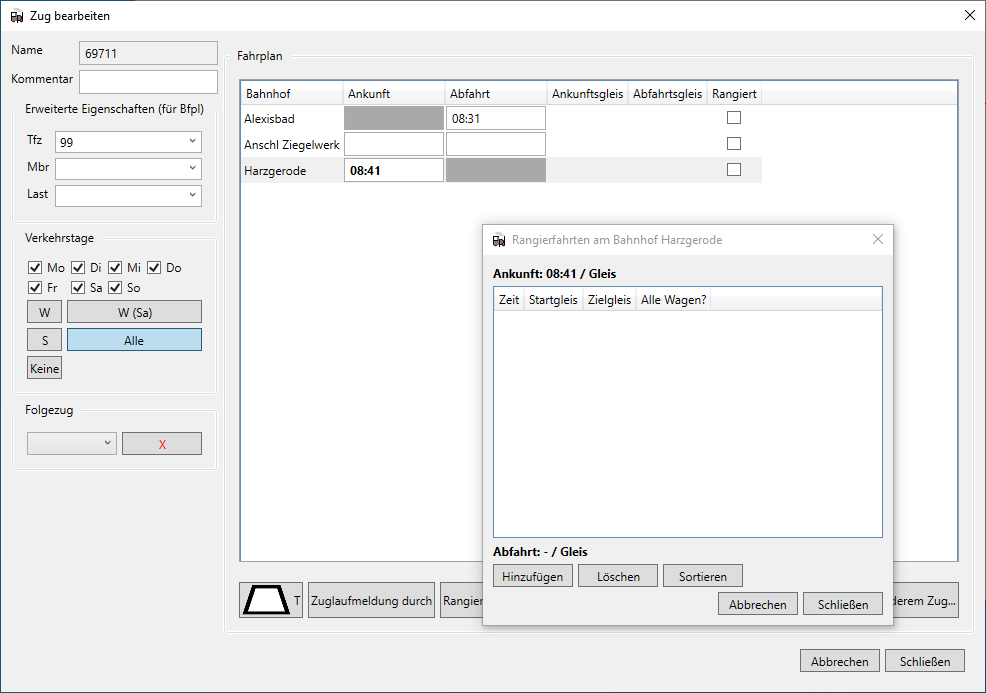 Zug bearbeiten
Name 69711
Kommentar
Erweiterte Eigenschaften (für Bfpl)
Tfz 99
Mbr
Last
Verkehrstage
Mo Di Mi Do
Fr Sa So
W W (Sa)
S Alle
Keine
Folgezug
X
Fahrplan
Bahnhof Ankunft Abfahrt Ankunftsgleis Abfahrtsgleis Rangiert
Alexisbad 08:31
Anschl Ziegelwerk
Harzgerode 08:41
T Zuglaufmeldung durch Rangier derem Zug...
Rangierfahrten am Bahnhof Harzgerode
Ankunft: 08:41 / Gleis
Zeit Startgleis Zielgleis Alle Wagen?
Abfahrt: - / Gleis
Hinzufügen Löschen Sortieren
Abbrechen Schließen
Abbrechen Schließen